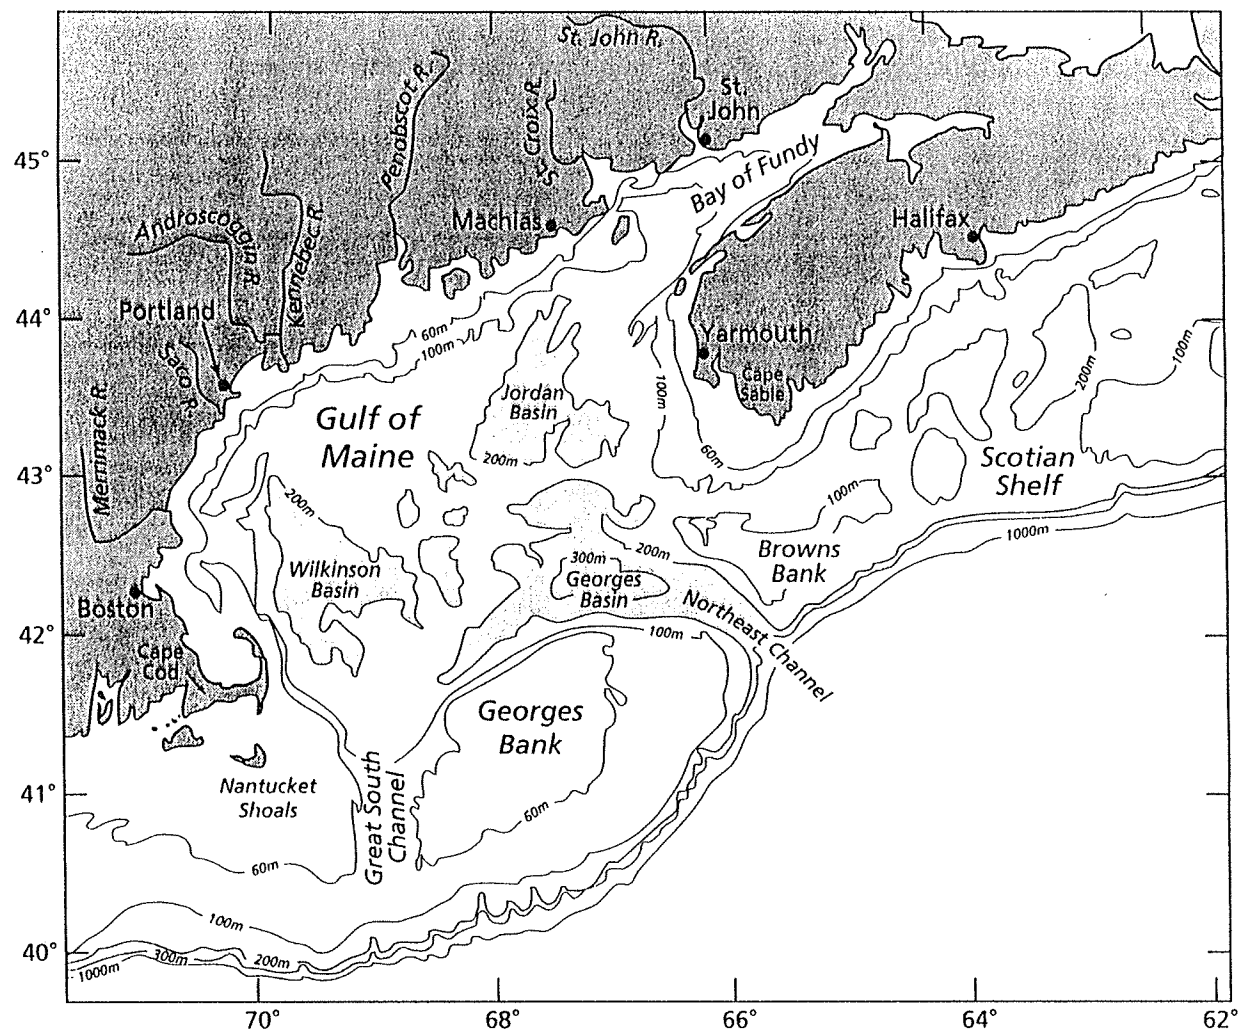 St. John R.
Penobscot R.
St. Croix R.
St.
John
45°
Bay of Fundy
Machias
Halifax
Androscoggin R.
Kennebec R.
44°
Portland
60m
100m
Yarmouth
Saco R.
Cape
Sable
100m
200m
100m
Jordan
Basin
Merrimack R.
Gulf of
Maine
200m
60m
43°
Scotian
Shelf
200m
100m
1000m
200m
Browns
Bank
300m
Georges
Basin
Wilkinson
Basin
Northeast Channel
Boston
42°
100m
Cape
Cod
Georges
Bank
41°
Nantucket
Shoals
Great South
Channel
60m
60m
100m
40°
300m
200m
1000m
70°
68°
66°
64°
62°